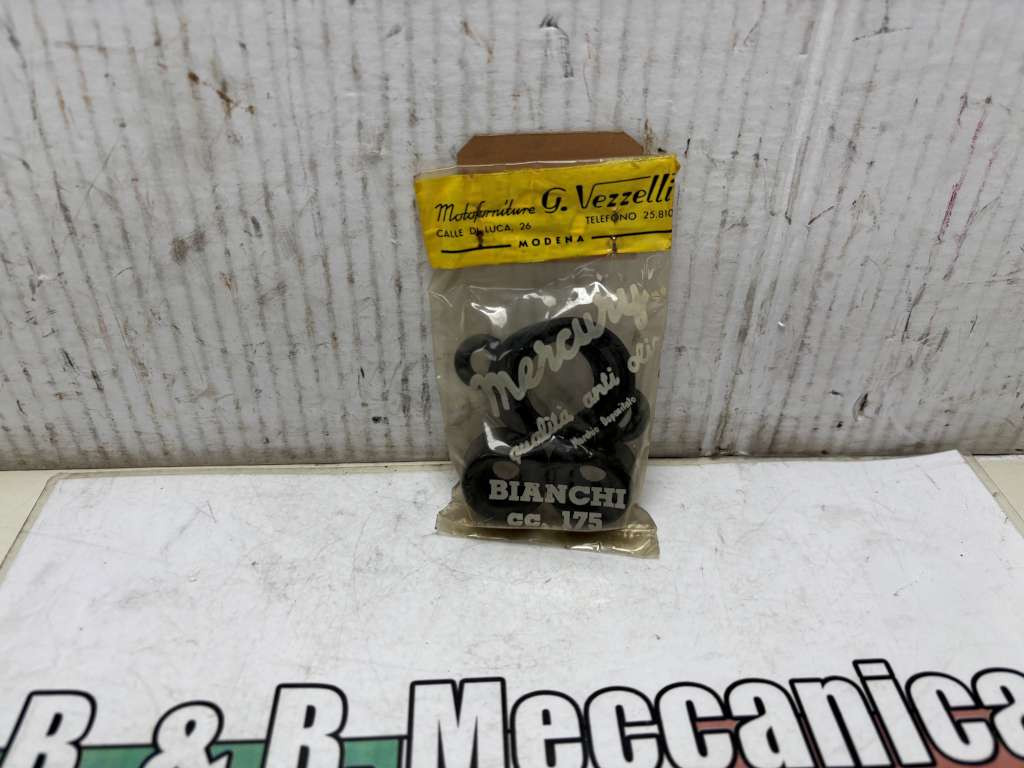 Motoforniture G. Vezzelli
CALLE DI LUCA, 26 TELEFONO 25.810
MODENA
Mercury
qualità anti olio
Marchio Depositato
BIANCHI
cc. 175
R & R Meccanica